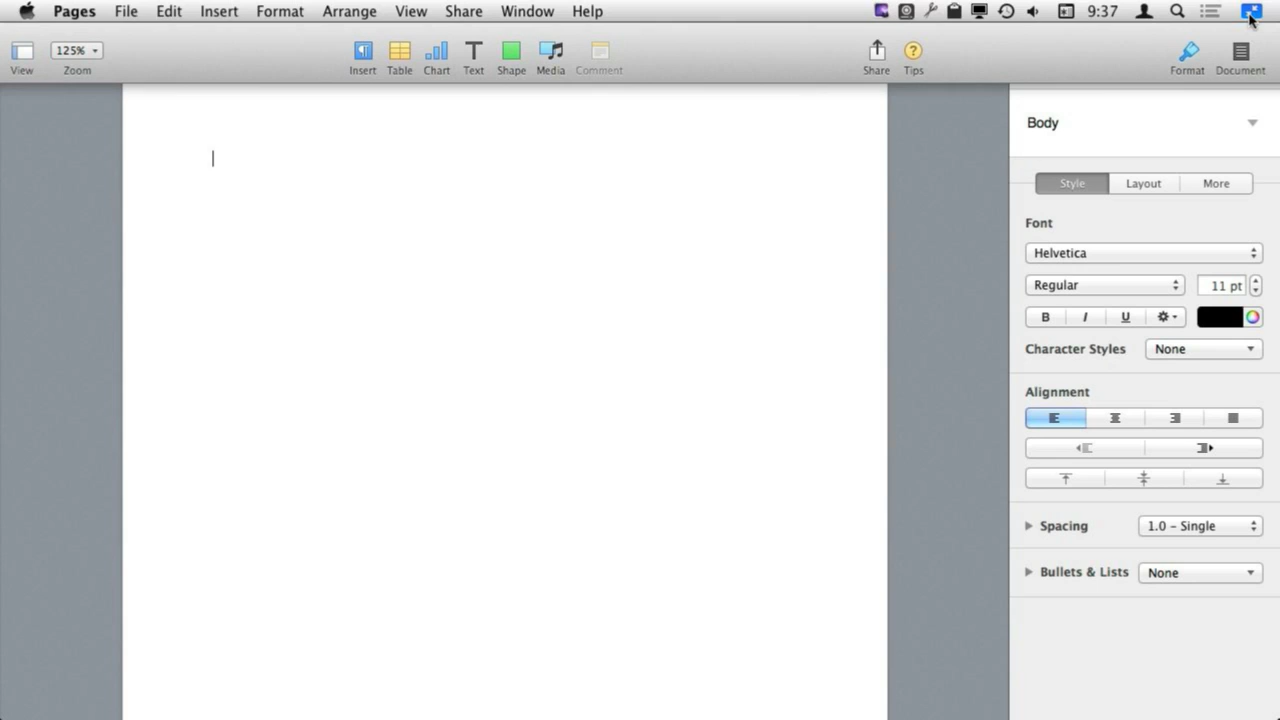 Pages File Edit Insert Format Arrange View Share Window Help 9:37
125%
View Zoom Insert Table Chart Text Shape Media Comment Share Tips Format Document
Body
Style Layout More
Font
Helvetica
Regular 11 pt
B I U
Character Styles None
Alignment
Spacing 1.0 - Single
Bullets & Lists None